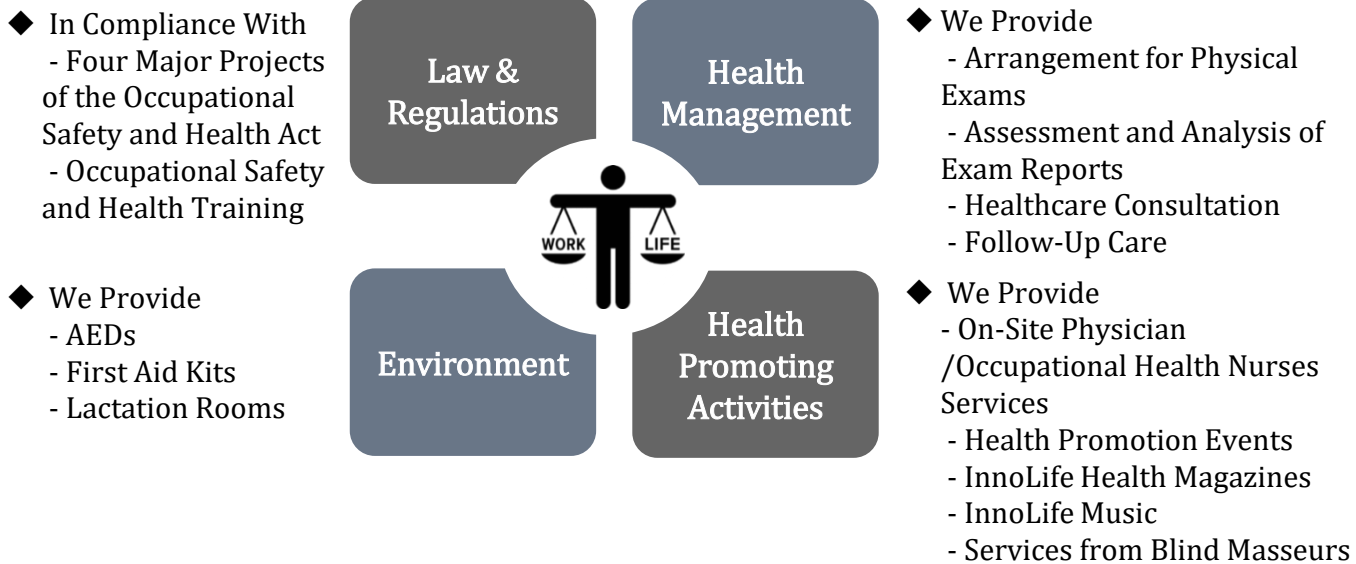 ◆ In Compliance With
- Four Major Projects
of the Occupational
Safety and Health Act
- Occupational Safety
and Health Training
Law &
Regulations
Health
Management
◆ We Provide
- Arrangement for Physical
Exams
- Assessment and Analysis of
Exam Reports
- Healthcare Consultation
- Follow-Up Care
WORK
LIFE
◆ We Provide
- AEDs
- First Aid Kits
- Lactation Rooms
Environment
Health
Promoting
Activities
◆ We Provide
- On-Site Physician
/Occupational Health Nurses
Services
- Health Promotion Events
- InnoLife Health Magazines
- InnoLife Music
- Services from Blind Masseurs